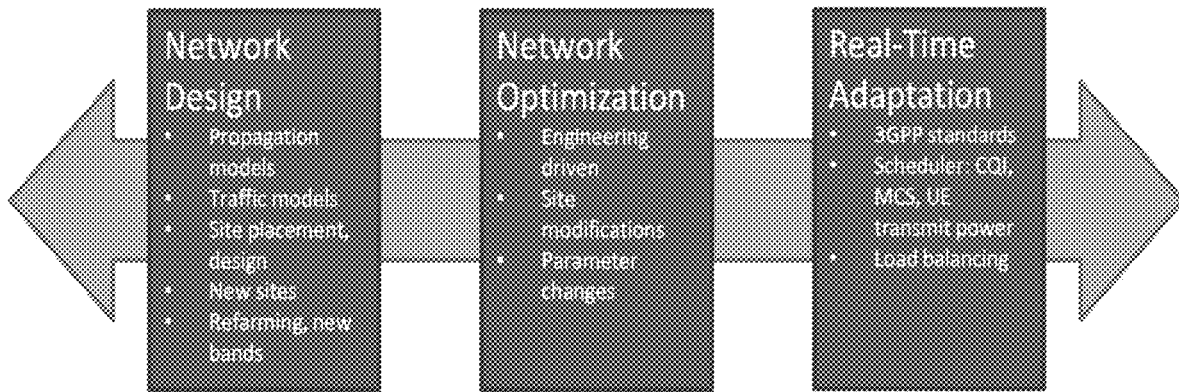 Network
Design
• Propagation
models
• Traffic models
• Site placement,
design
• New sites
• Refarming, new
bands
Network
Optimization
• Engineering
driven
• Site
modifications
• Parameter
changes
Real-Time
Adaptation
• 3GPP standards
• Scheduler: CQI,
MCS, UE
transmit power
• Load balancing